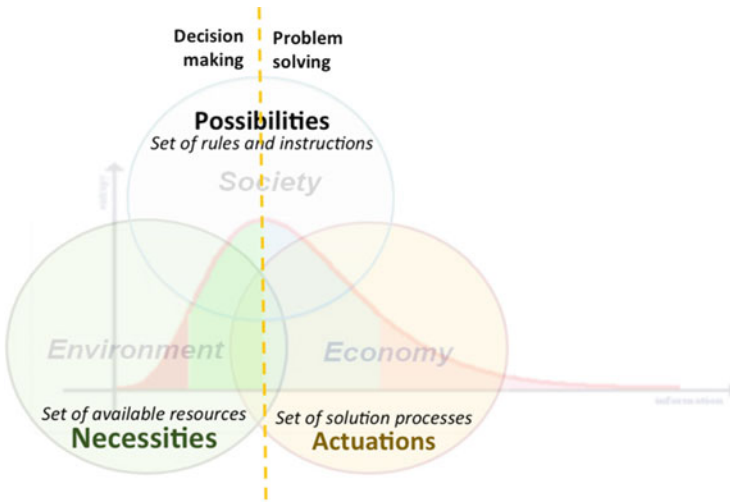 Decision making
Problem solving
Possibilities
Set of rules and instructions
Society
Environment
Economy
information
Set of available resources
Necessities
Set of solution processes
Actuations